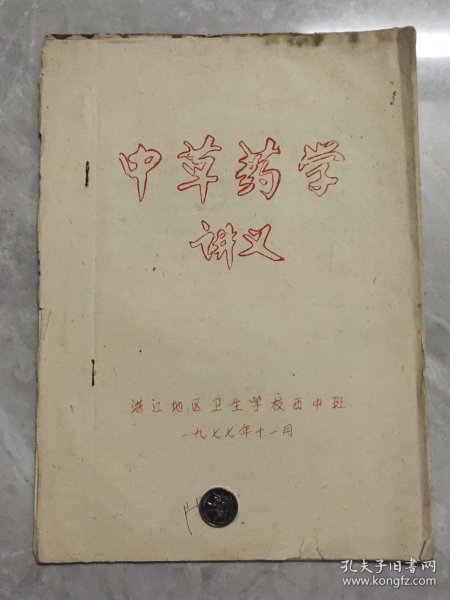 中草药学
讲义
湛江地区卫生学校西中班
一九七七年十一月
孔夫子旧书网
www.kongfz.com